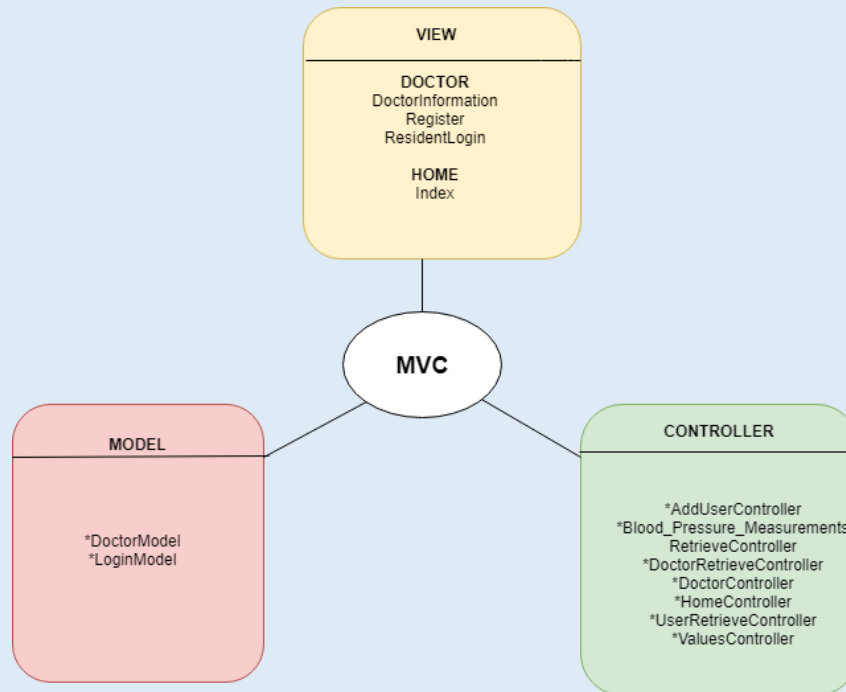 VIEW
DOCTOR
DoctorInformation
Register
ResidentLogin
HOME
Index
MVC
MODEL
*DoctorModel
*LoginModel
CONTROLLER
*AddUserController
*Blood_Pressure_Measurements
RetrieveController
*DoctorRetrieveController
*DoctorController
*HomeController
*UserRetrieveController
*ValuesController